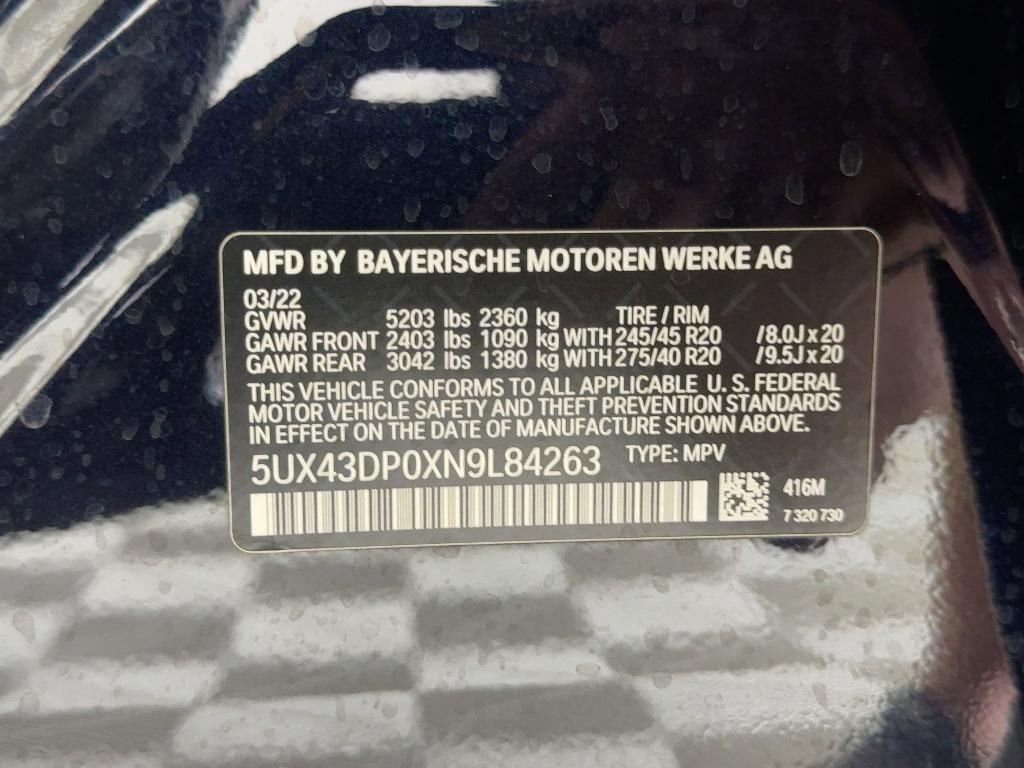 MFD BY BAYERISCHE MOTOREN WERKE AG
03/22
GVWR 5203 lbs 2360 kg TIRE / RIM
GAWR FRONT 2403 lbs 1090 kg WITH 245/45 R20 /8.0J x 20
GAWR REAR 3042 lbs 1380 kg WITH 275/40 R20 /9.5J x 20
THIS VEHICLE CONFORMS TO ALL APPLICABLE U. S. FEDERAL
MOTOR VEHICLE SAFETY AND THEFT PREVENTION STANDARDS
IN EFFECT ON THE DATE OF MANUFACTURE SHOWN ABOVE.
5UX43DP0XN9L84263 TYPE: MPV
416M
7 320 730